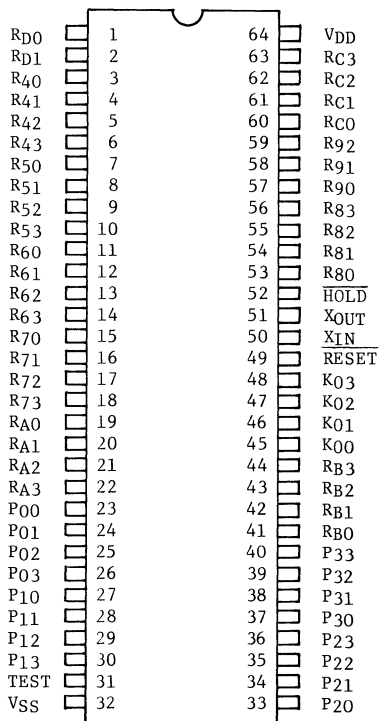 RD0 1 64 VDD
RD1 2 63 RC3
R40 3 62 RC2
R41 4 61 RC1
R42 5 60 RC0
R43 6 59 R92
R50 7 58 R91
R51 8 57 R90
R52 9 56 R83
R53 10 55 R82
R60 11 54 R81
R61 12 53 R80
R62 13 52 HOLD
R63 14 51 XOUT
R70 15 50 XIN
R71 16 49 RESET
R72 17 48 K03
R73 18 47 K02
RA0 19 46 K01
RA1 20 45 K00
RA2 21 44 RB3
RA3 22 43 RB2
P00 23 42 RB1
P01 24 41 RB0
P02 25 40 P33
P03 26 39 P32
P10 27 38 P31
P11 28 37 P30
P12 29 36 P23
P13 30 35 P22
TEST 31 34 P21
VSS 32 33 P20